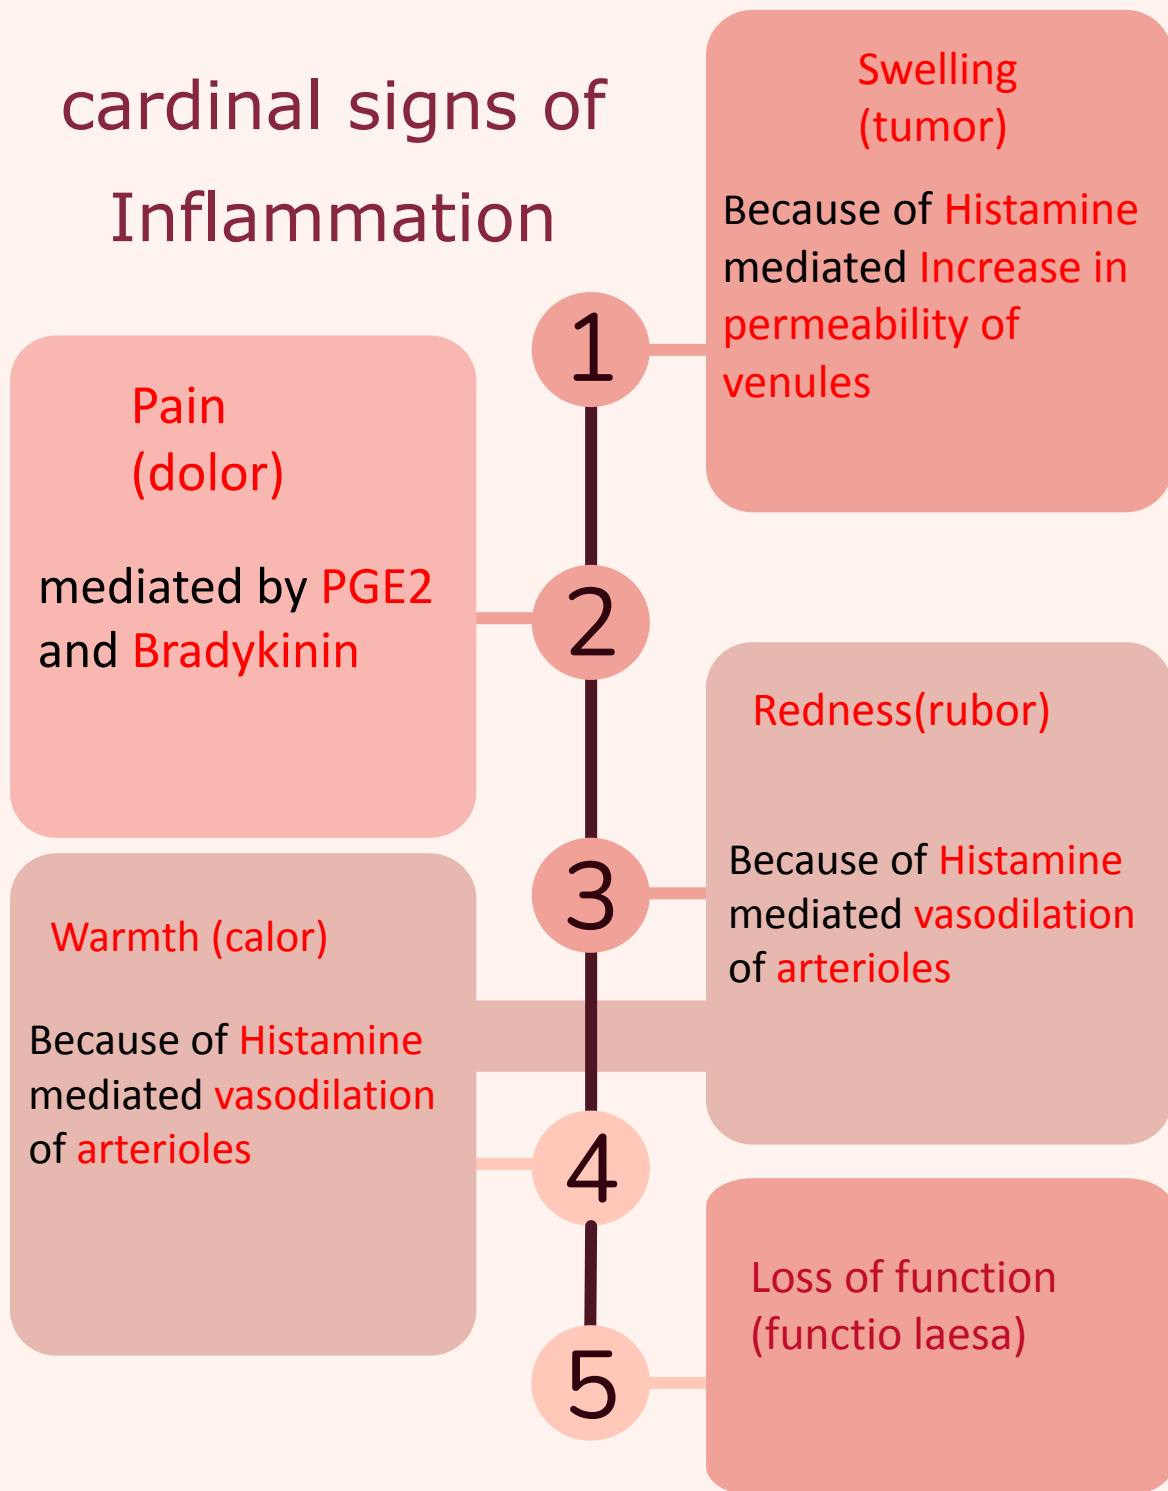 cardinal signs of
Inflammation
1
Swelling
(tumor)
Because of Histamine
mediated Increase in
permeability of
venules
2
Pain
(dolor)
mediated by PGE2
and Bradykinin
3
Redness(rubor)
Because of Histamine
mediated vasodilation
of arterioles
4
Warmth (calor)
Because of Histamine
mediated vasodilation
of arterioles
5
Loss of function
(functio laesa)